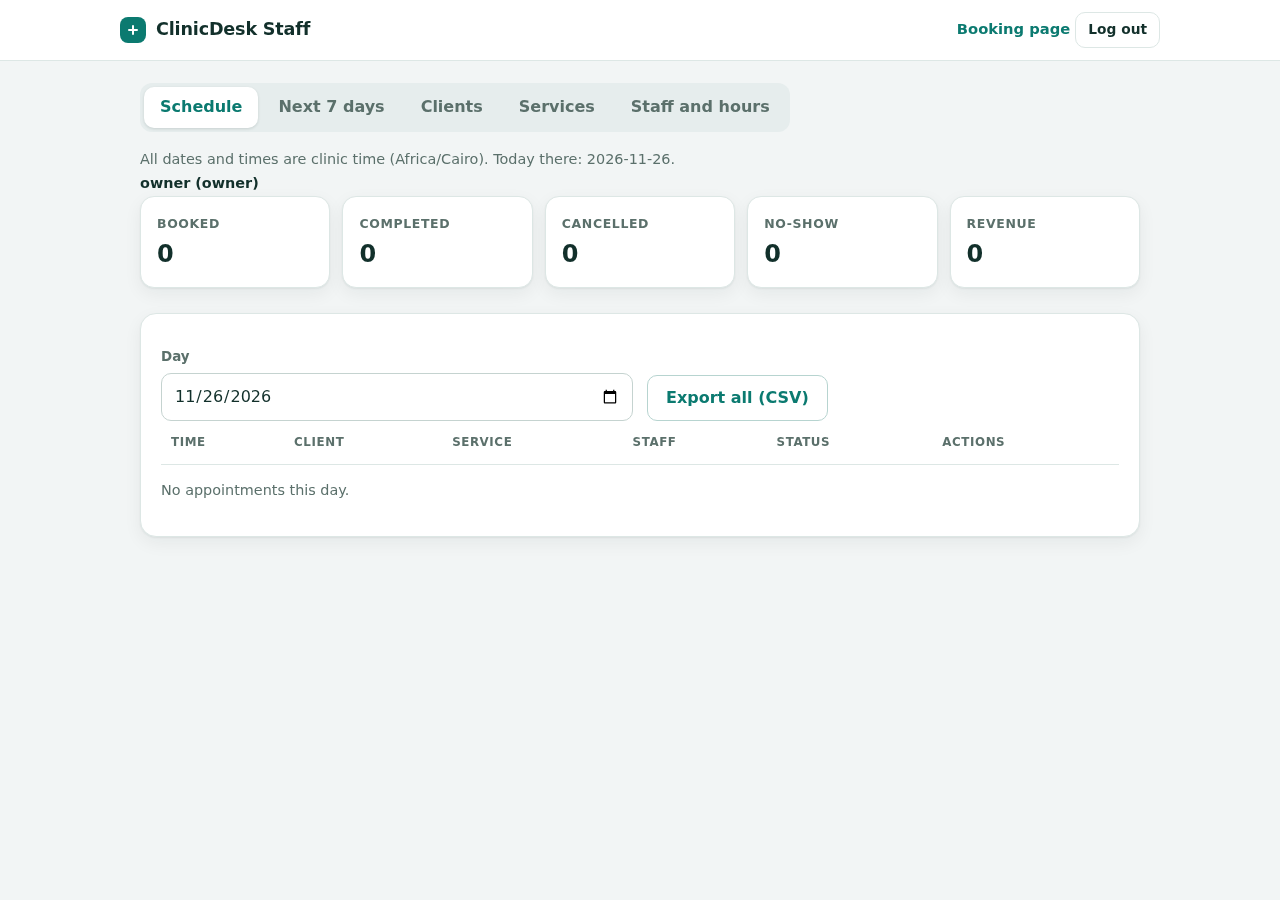 + ClinicDesk Staff
Booking page Log out
Schedule Next 7 days Clients Services Staff and hours
All dates and times are clinic time (Africa/Cairo). Today there: 2026-11-26.
owner (owner)
BOOKED COMPLETED CANCELLED NO-SHOW REVENUE
0 0 0 0 0
Day
11/26/2026 Export all (CSV)
TIME CLIENT SERVICE STAFF STATUS ACTIONS
No appointments this day.